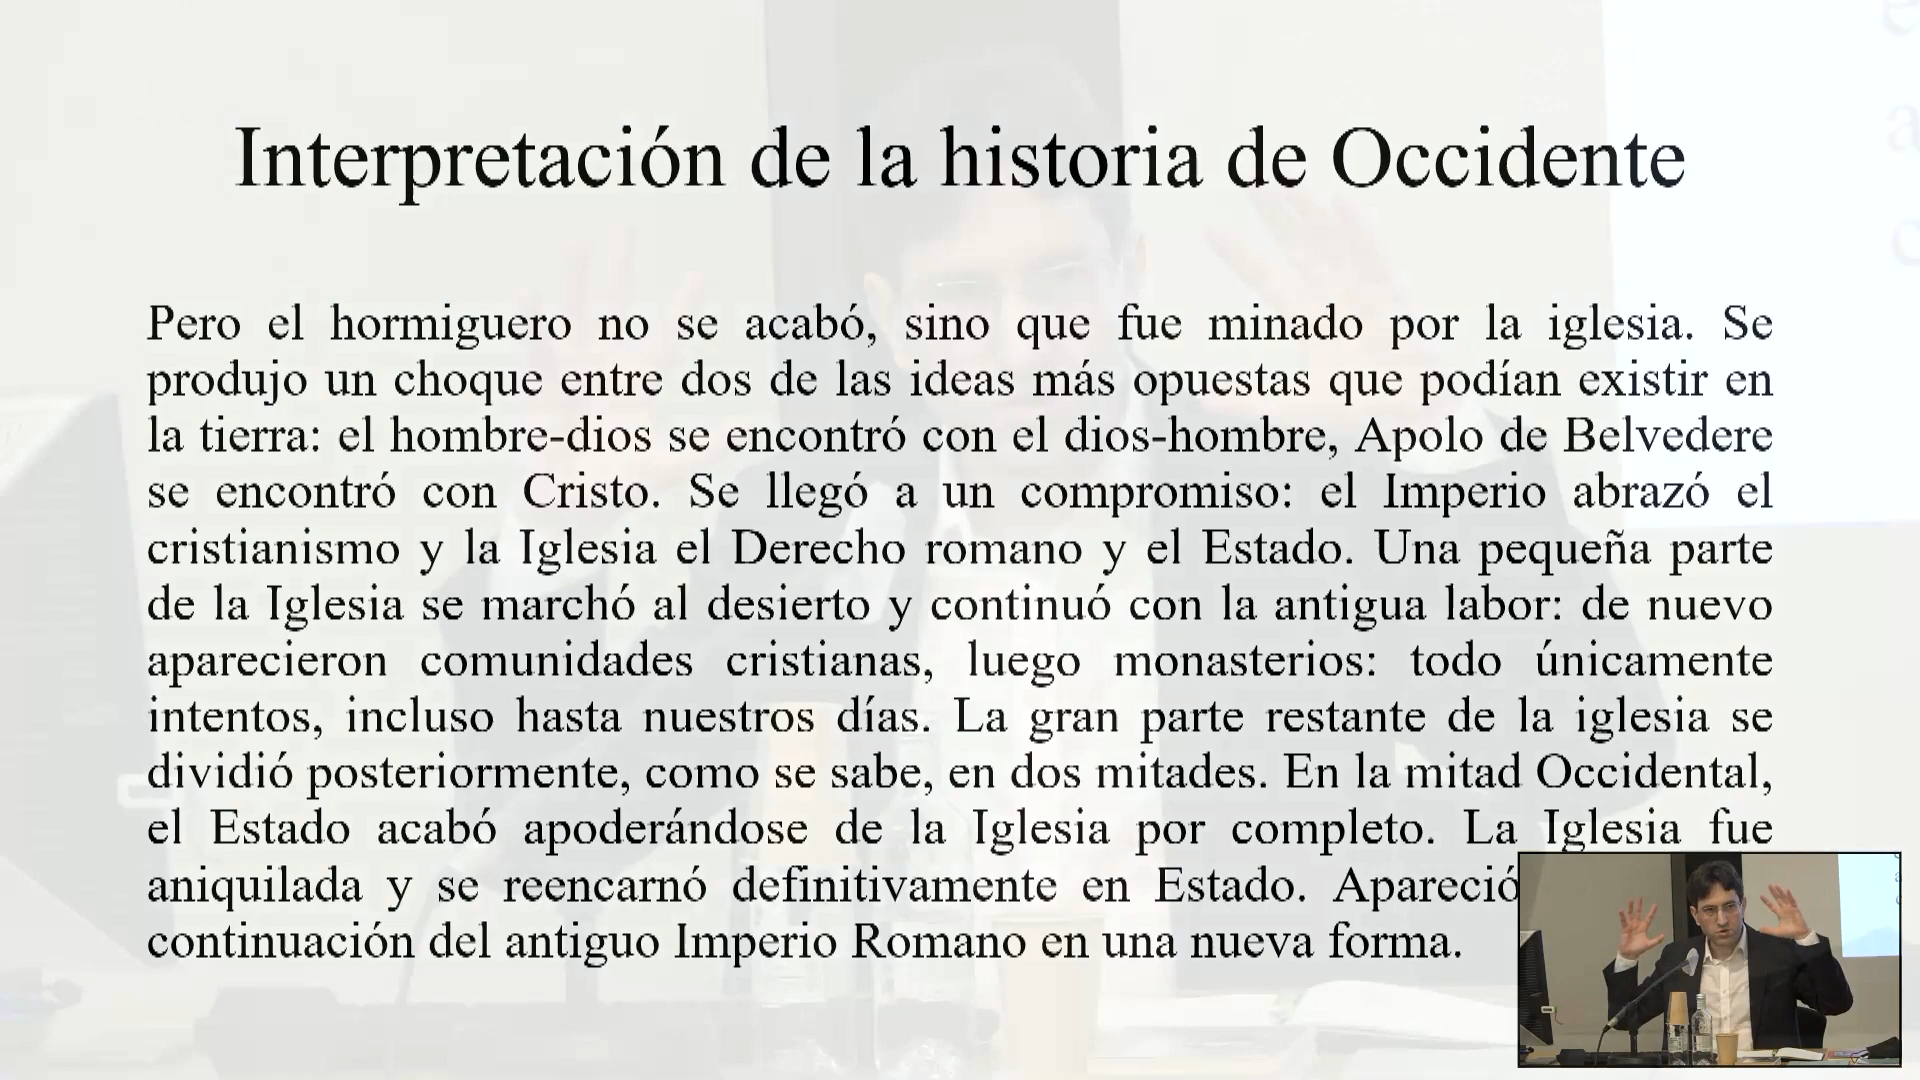 Interpretación de la historia de Occidente
Pero el hormiguero no se acabó, sino que fue minado por la iglesia. Se
produjo un choque entre dos de las ideas más opuestas que podían existir en
la tierra: el hombre-dios se encontró con el dios-hombre, Apolo de Belvedere
se encontró con Cristo. Se llegó a un compromiso: el Imperio abrazó el
cristianismo y la Iglesia el Derecho romano y el Estado. Una pequeña parte
de la Iglesia se marchó al desierto y continuó con la antigua labor: de nuevo
aparecieron comunidades cristianas, luego monasterios: todo únicamente
intentos, incluso hasta nuestros días. La gran parte restante de la iglesia se
dividió posteriormente, como se sabe, en dos mitades. En la mitad Occidental,
el Estado acabó apoderándose de la Iglesia por completo. La Iglesia fue
aniquilada y se reencarnó definitivamente en Estado. Apareció
continuación del antiguo Imperio Romano en una nueva forma.